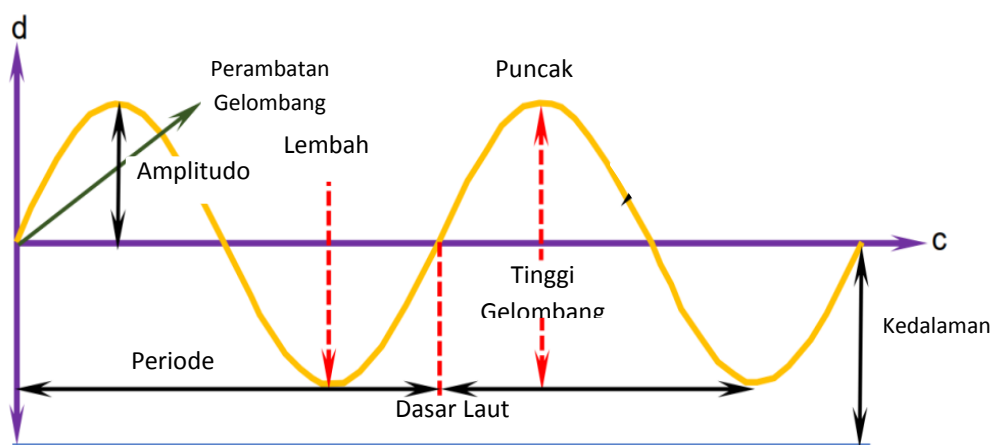 d
Perambatan
Gelombang
Puncak
Lembah
Amplitudo
c
Tinggi
Gelombang
Kedalaman
Periode
Dasar Laut